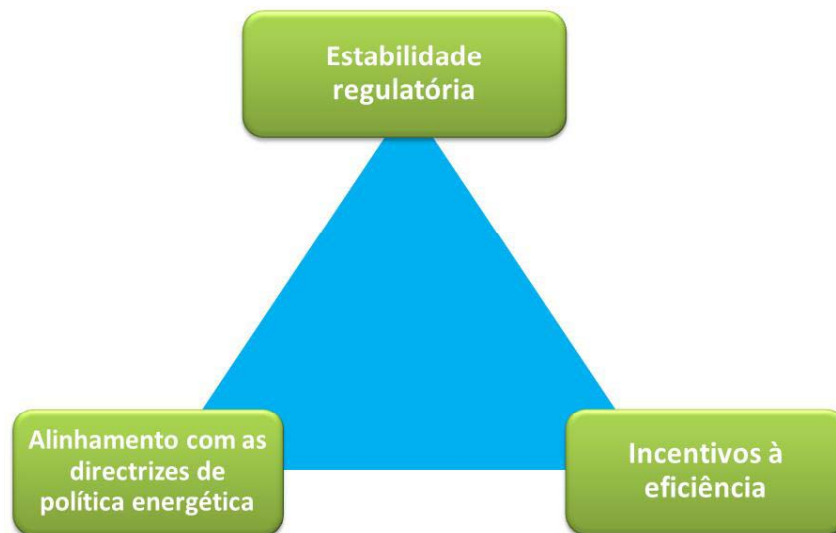 Estabilidade
regulatória
Alinhamento com as
directrizes de
política energética
Incentivos à
eficiência